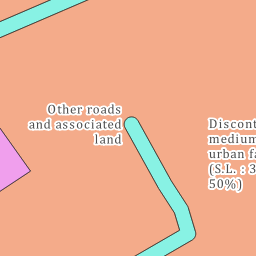 Other roads
and associated
land
Discont
medium
urban fa
(S.L. : 3
50%)